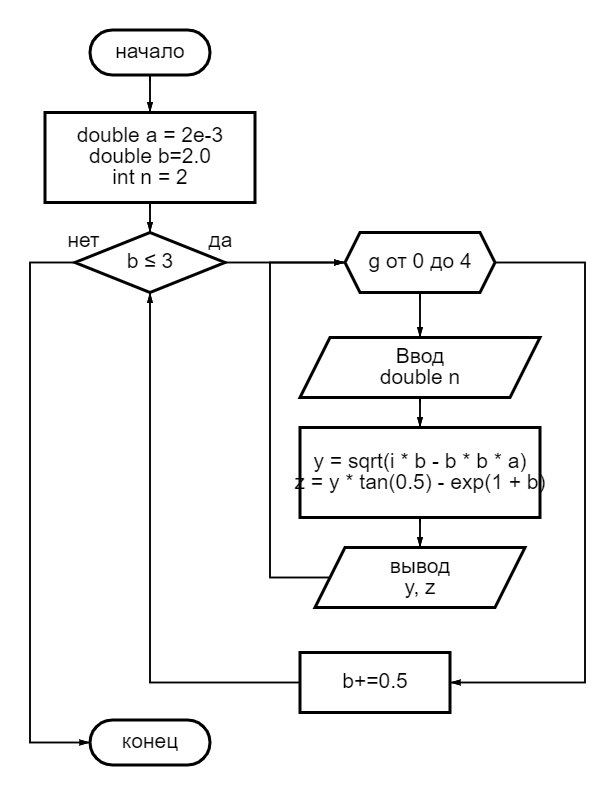 начало
double a = 2e-3
double b=2.0
int n = 2
нет
да
b ≤ 3
g от 0 до 4
Ввод
double n
y = sqrt(i * b - b * b * a)
z = y * tan(0.5) - exp(1 + b)
вывод
y, z
b+=0.5
конец